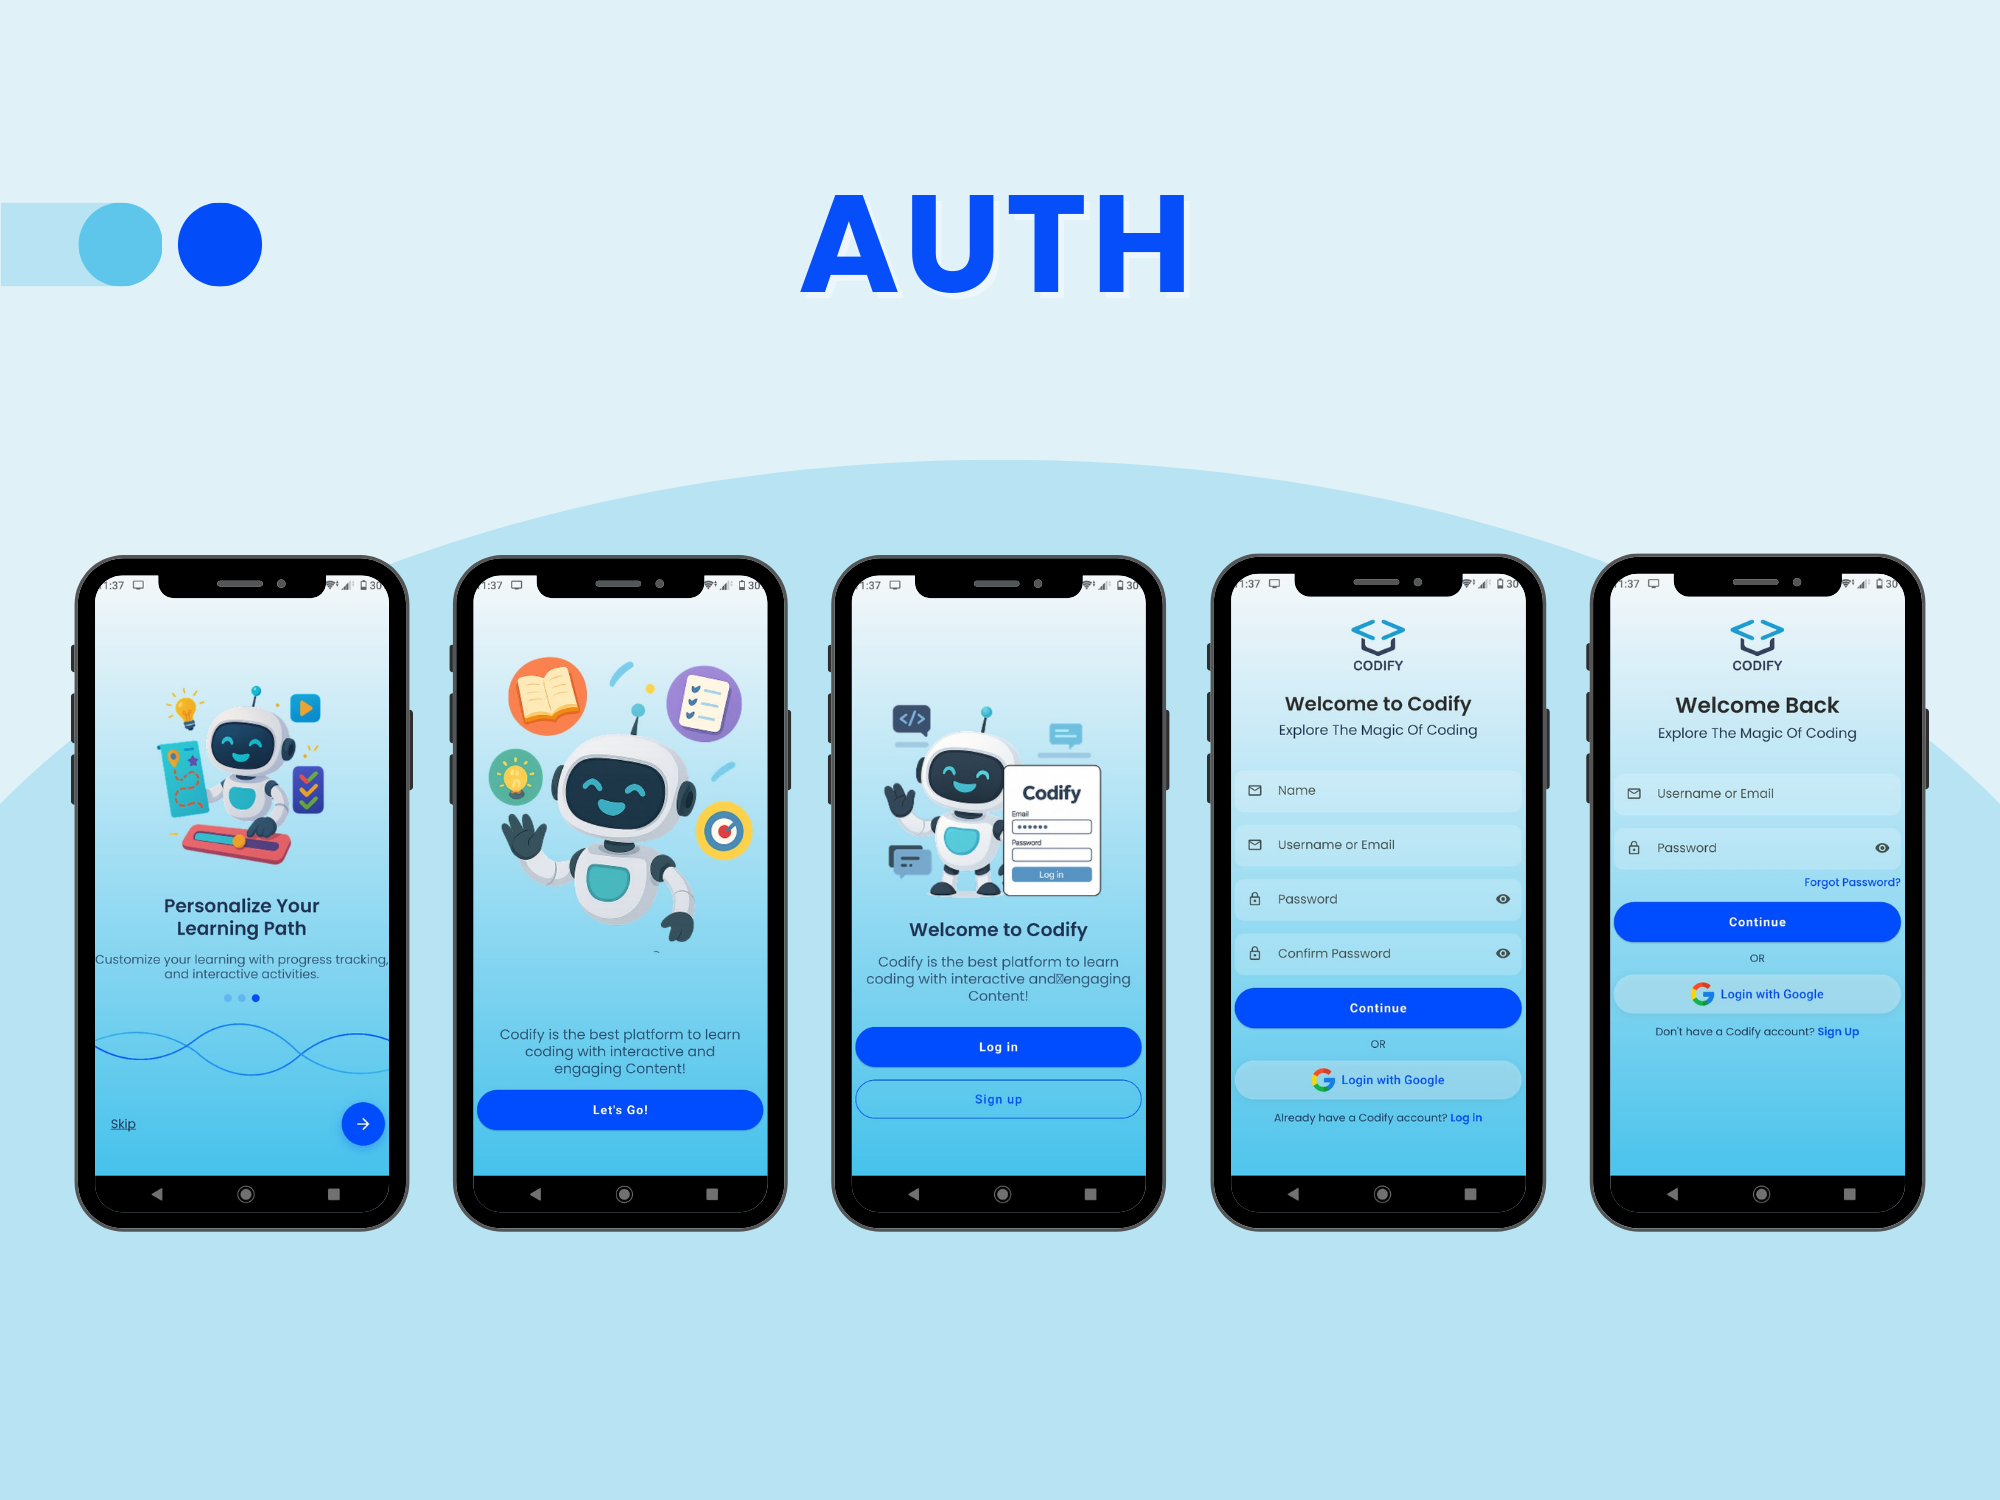 AUTH
1:37
30
Personalize Your
Learning Path
Customize your learning with progress tracking,
and interactive activities.
Skip
1:37
30
Codify is the best platform to learn
coding with interactive and
engaging Content!
Let's Go!
1:37
30
</>
Codify
Email
Password
Log in
Welcome to Codify
Codify is the best platform to learn
coding with interactive and engaging
Content!
Log in
Sign up
1:37
30
CODIFY
Welcome to Codify
Explore The Magic Of Coding
Name
Username or Email
Password
Confirm Password
Continue
OR
Login with Google
Already have a Codify account? Log in
1:37
30
CODIFY
Welcome Back
Explore The Magic Of Coding
Username or Email
Password
Forgot Password?
Continue
OR
Login with Google
Don't have a Codify account? Sign Up